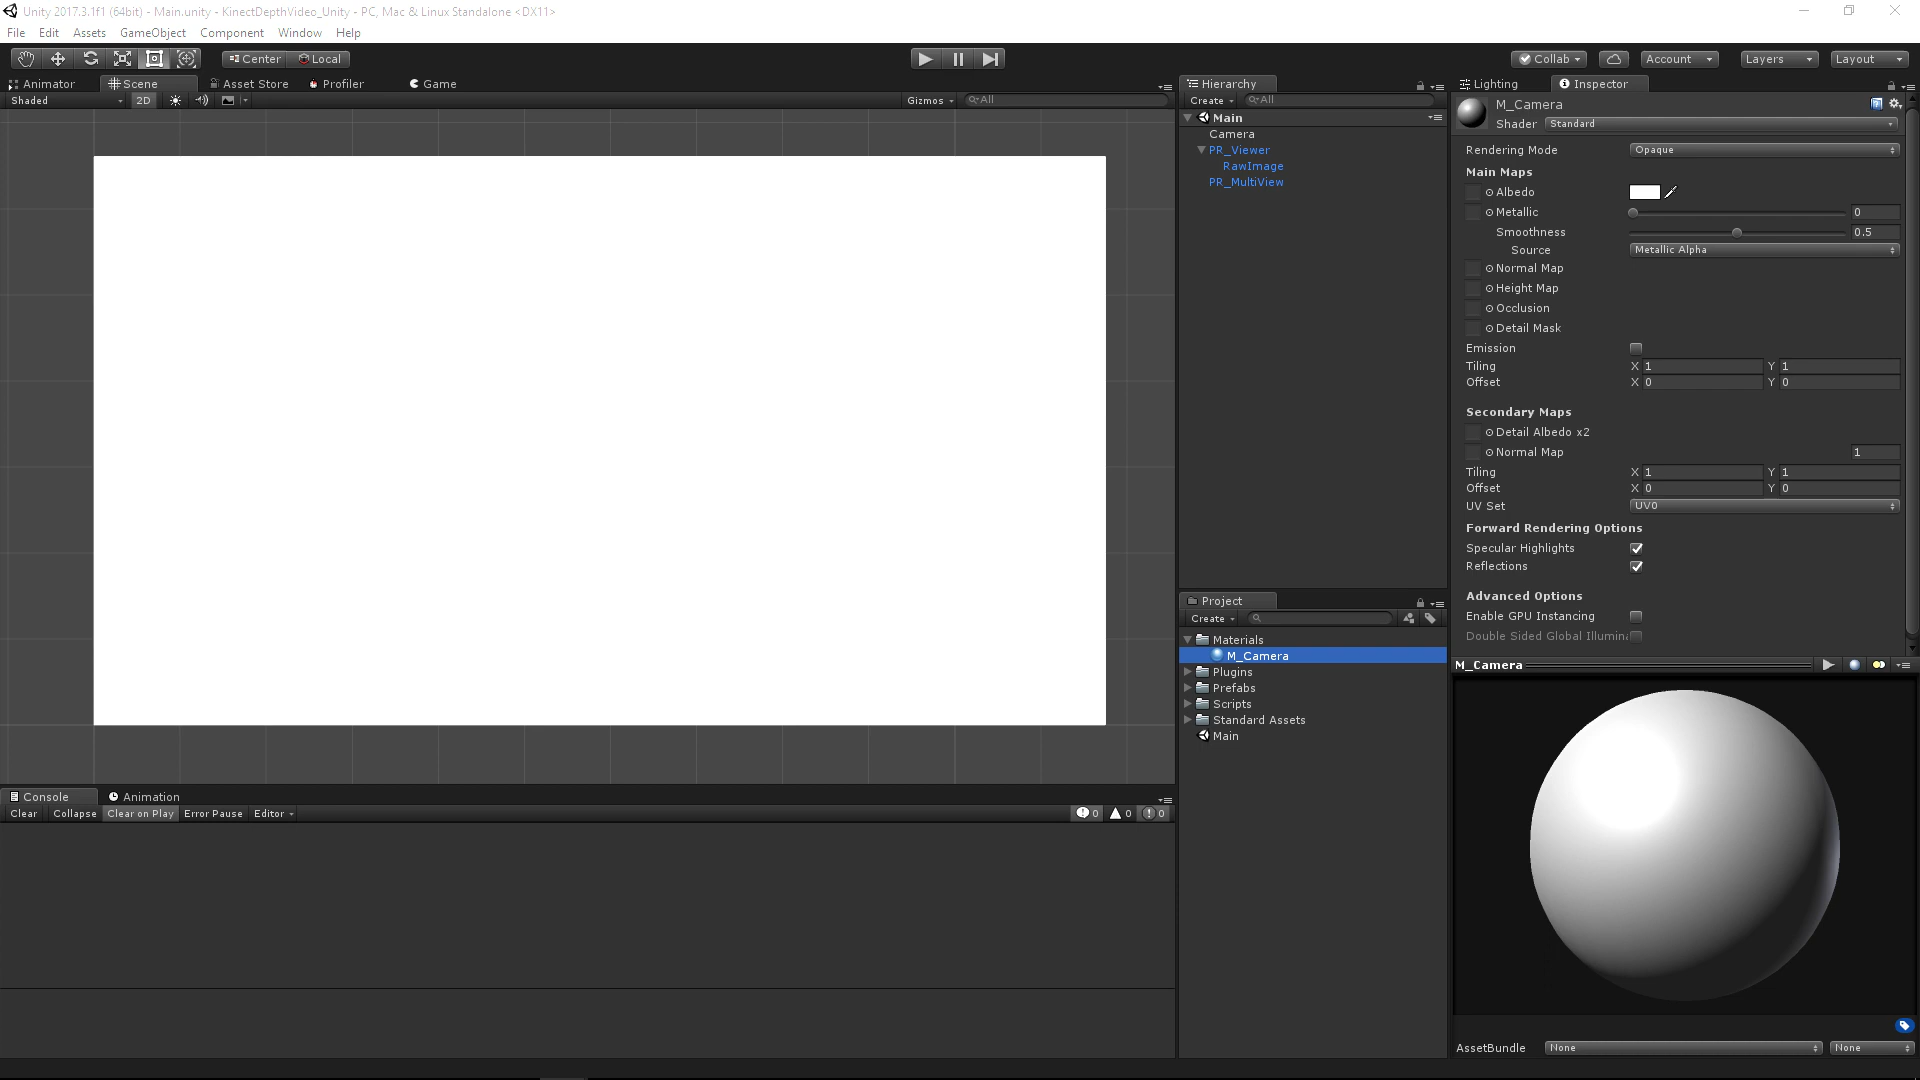 Unity 2017.3.1f1 (64bit) - Main.unity - KinectDepthVideo_Unity - PC, Mac & Linux Standalone <DX11>
File Edit Assets GameObject Component Window Help
Center Local
Collab Account Layers Layout
Animator Scene Asset Store Profiler Game
Shaded 2D Gizmos All
Hierarchy
Create All
Main
Camera
PR_Viewer
RawImage
PR_MultiView
Project
Create
Materials
M_Camera
Plugins
Prefabs
Scripts
Standard Assets
Main
Lighting Inspector
M_Camera
Shader Standard
Rendering Mode Opaque
Main Maps
Albedo
Metallic 0
Smoothness 0.5
Source Metallic Alpha
Normal Map
Height Map
Occlusion
Detail Mask
Emission
Tiling X 1 Y 1
Offset X 0 Y 0
Secondary Maps
Detail Albedo x2
Normal Map 1
Tiling X 1 Y 1
Offset X 0 Y 0
UV Set UV0
Forward Rendering Options
Specular Highlights
Reflections
Advanced Options
Enable GPU Instancing
Double Sided Global Illumina
M_Camera
AssetBundle None None
Console Animation
Clear Collapse Clear on Play Error Pause Editor 0 0 0